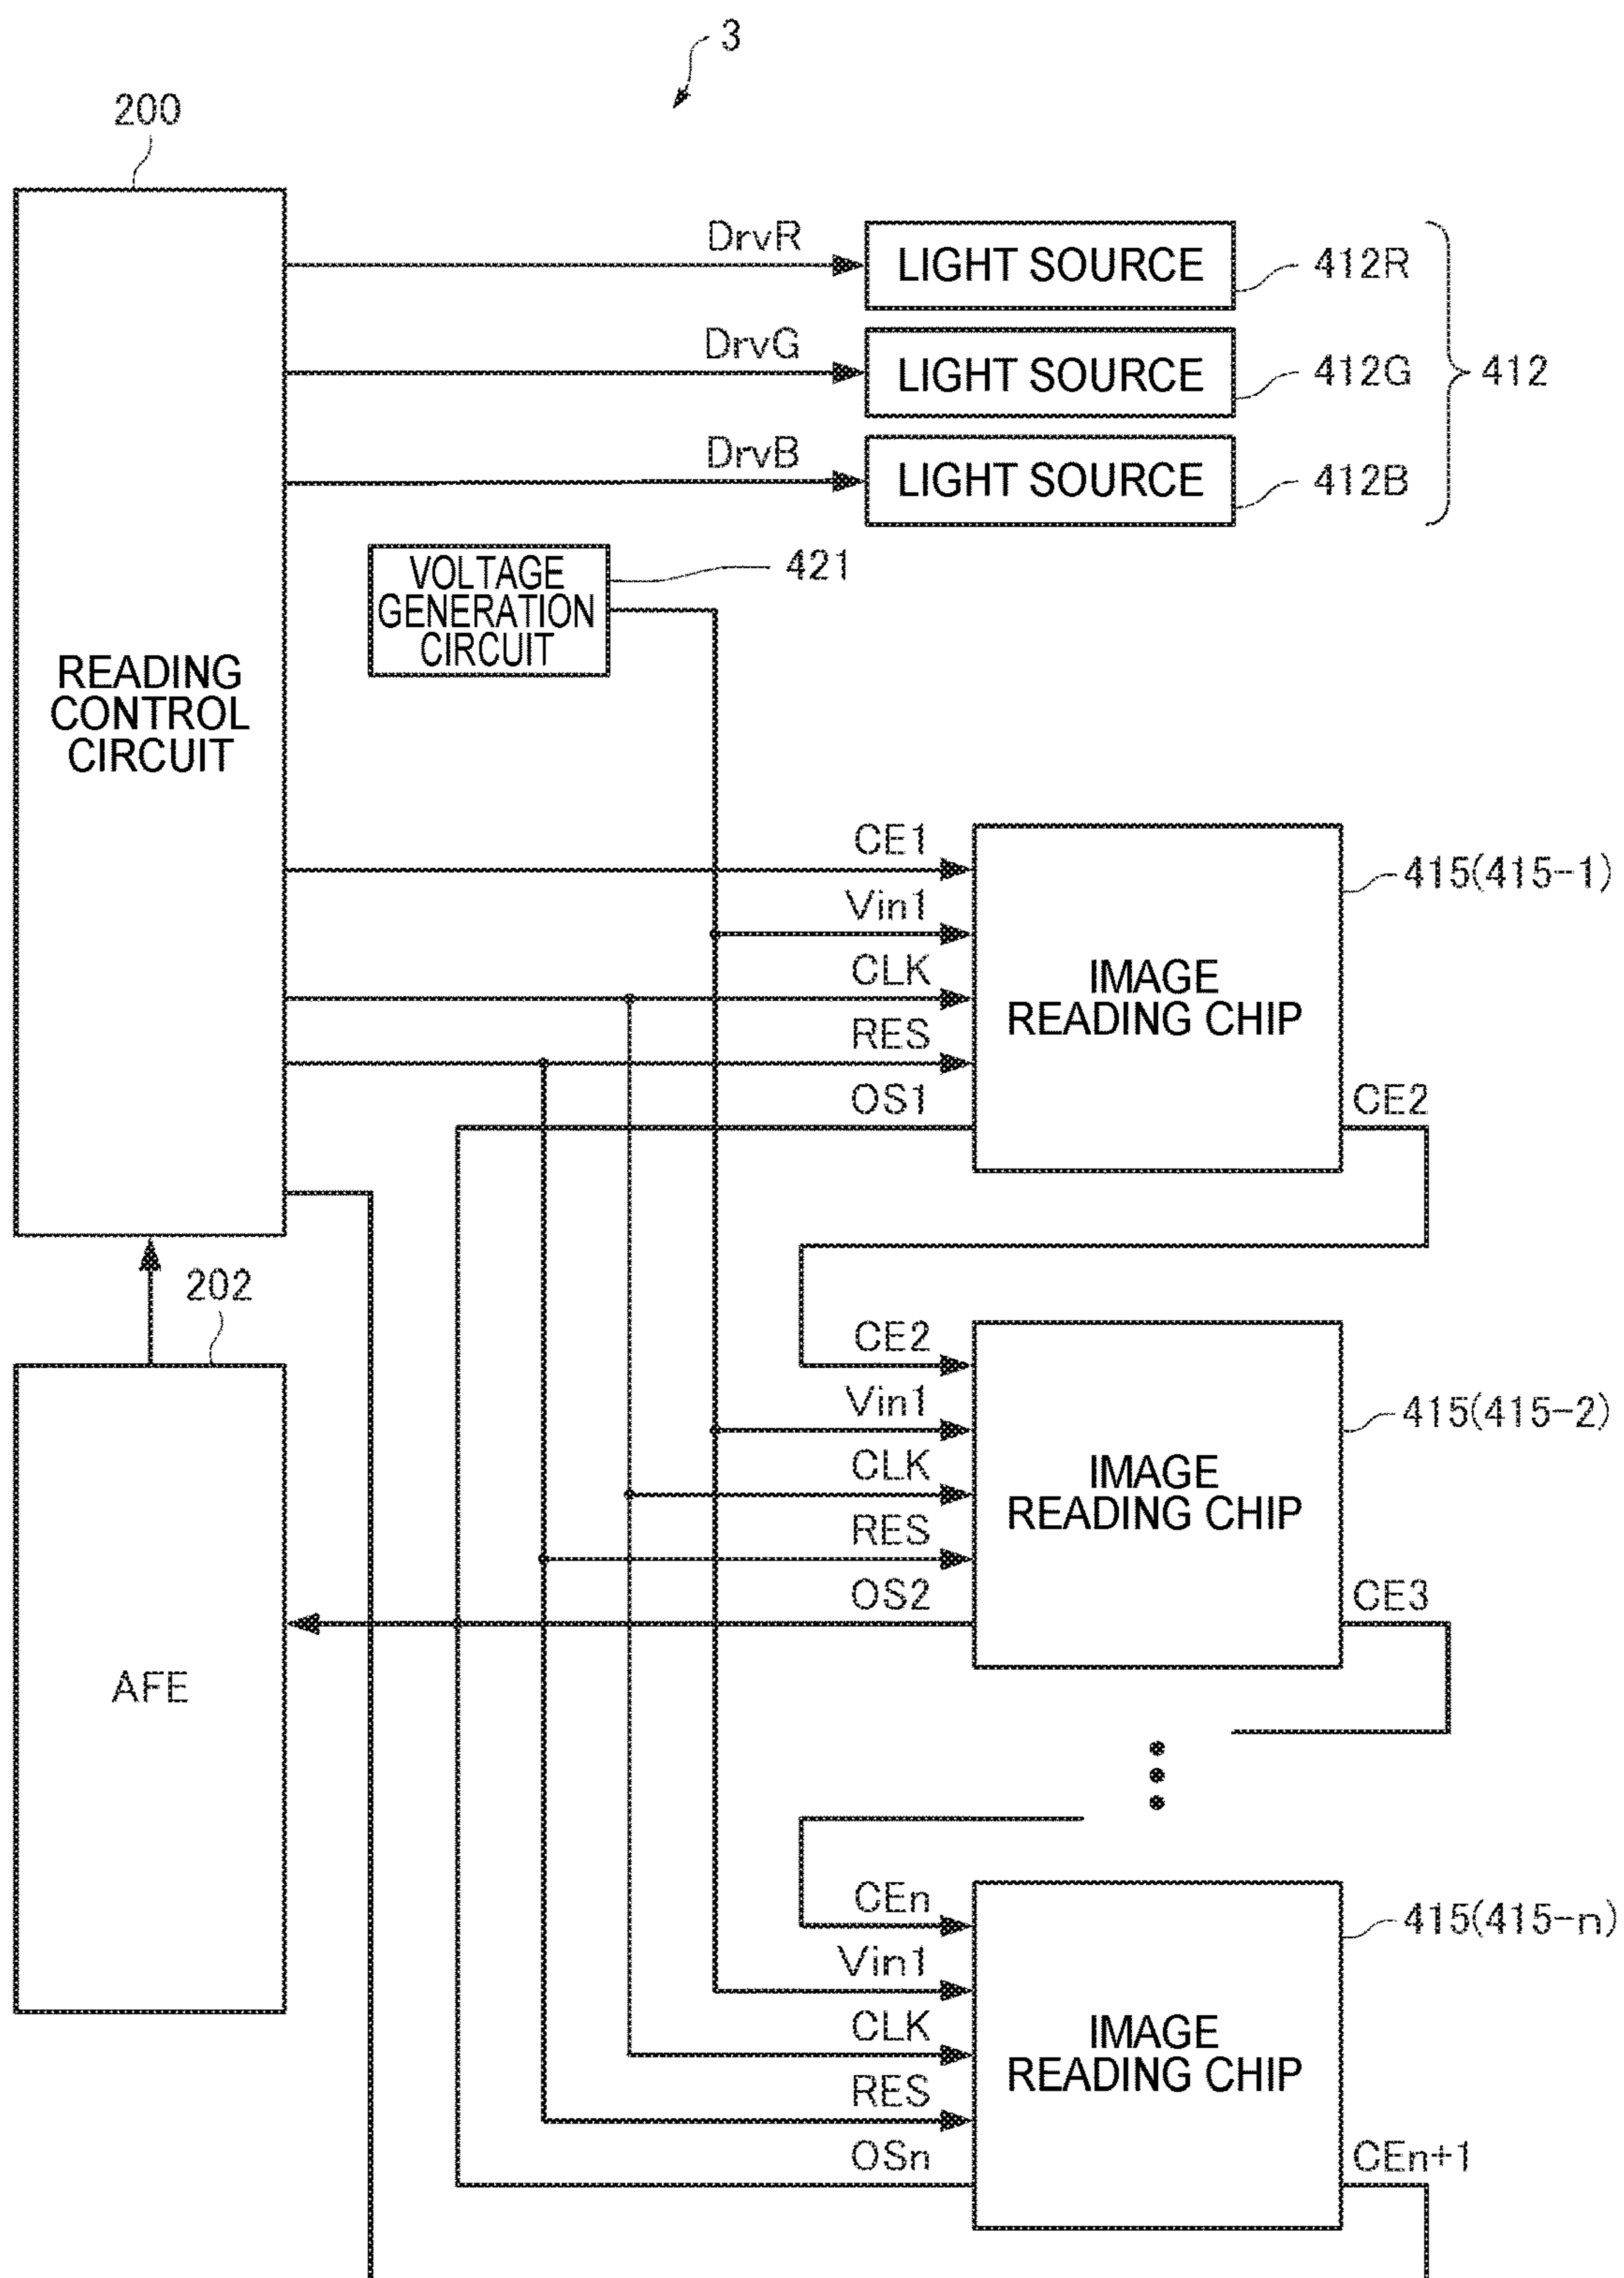 3
200
DrvR
LIGHT SOURCE
412R
DrvG
LIGHT SOURCE
412G
412
DrvB
LIGHT SOURCE
412B
VOLTAGE
GENERATION
CIRCUIT
421
READING
CONTROL
CIRCUIT
CE1
415(415-1)
Vin1
CLK
IMAGE
READING CHIP
RES
OS1
CE2
202
CE2
Vin1
415(415-2)
CLK
IMAGE
READING CHIP
RES
OS2
CE3
AFE
CEn
415(415-n)
Vin1
CLK
IMAGE
READING CHIP
RES
OSn
CEn+1